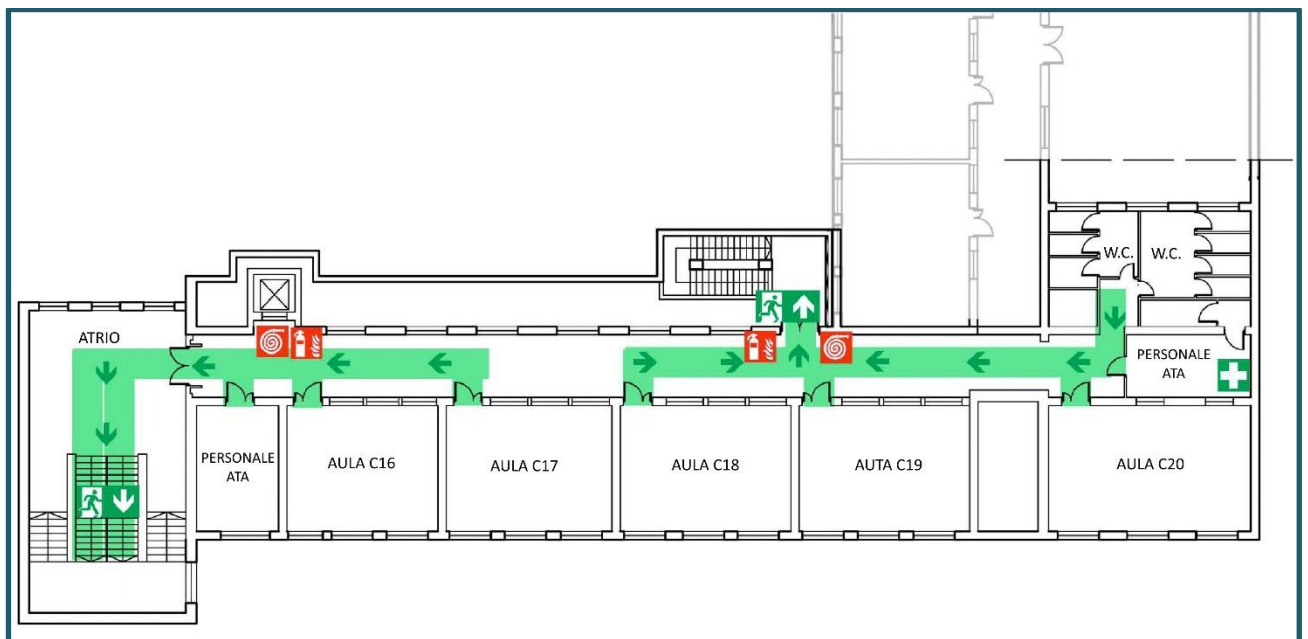 W.C.
W.C.
ATRIO
PERSONALE
ATA
PERSONALE
ATA
AULA C16
AULA C17
AULA C18
AUTA C19
AULA C20